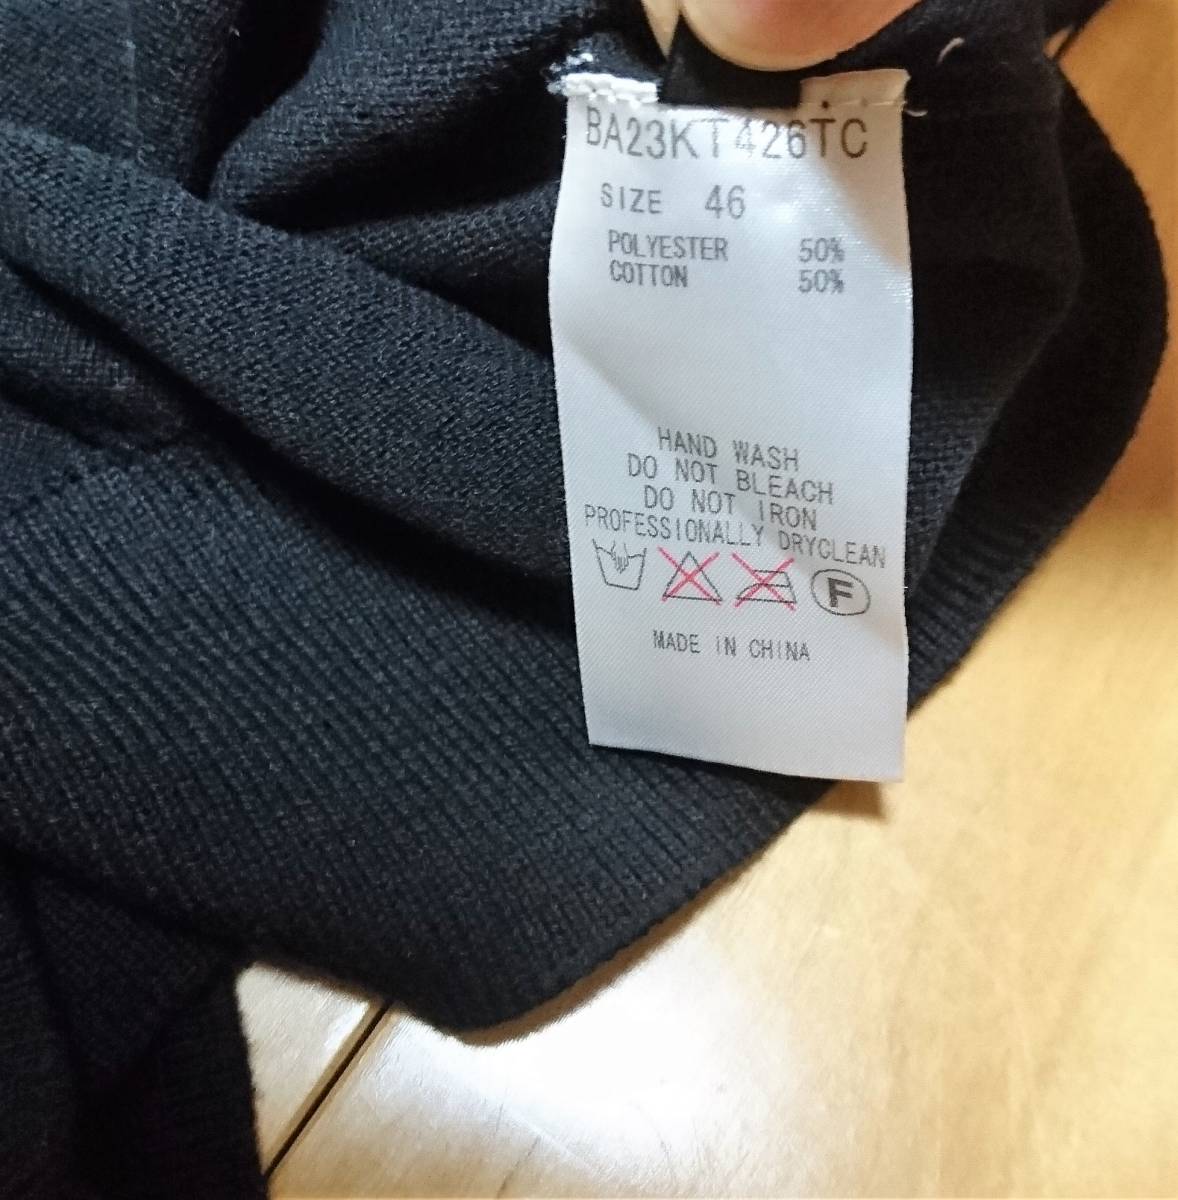 BA23KT426TC
SIZE 46
POLYESTER 50%
COTTON 50%
HAND WASH
DO NOT BLEACH
DO NOT IRON
PROFESSIONALLY DRYCLEAN
F
MADE IN CHINA